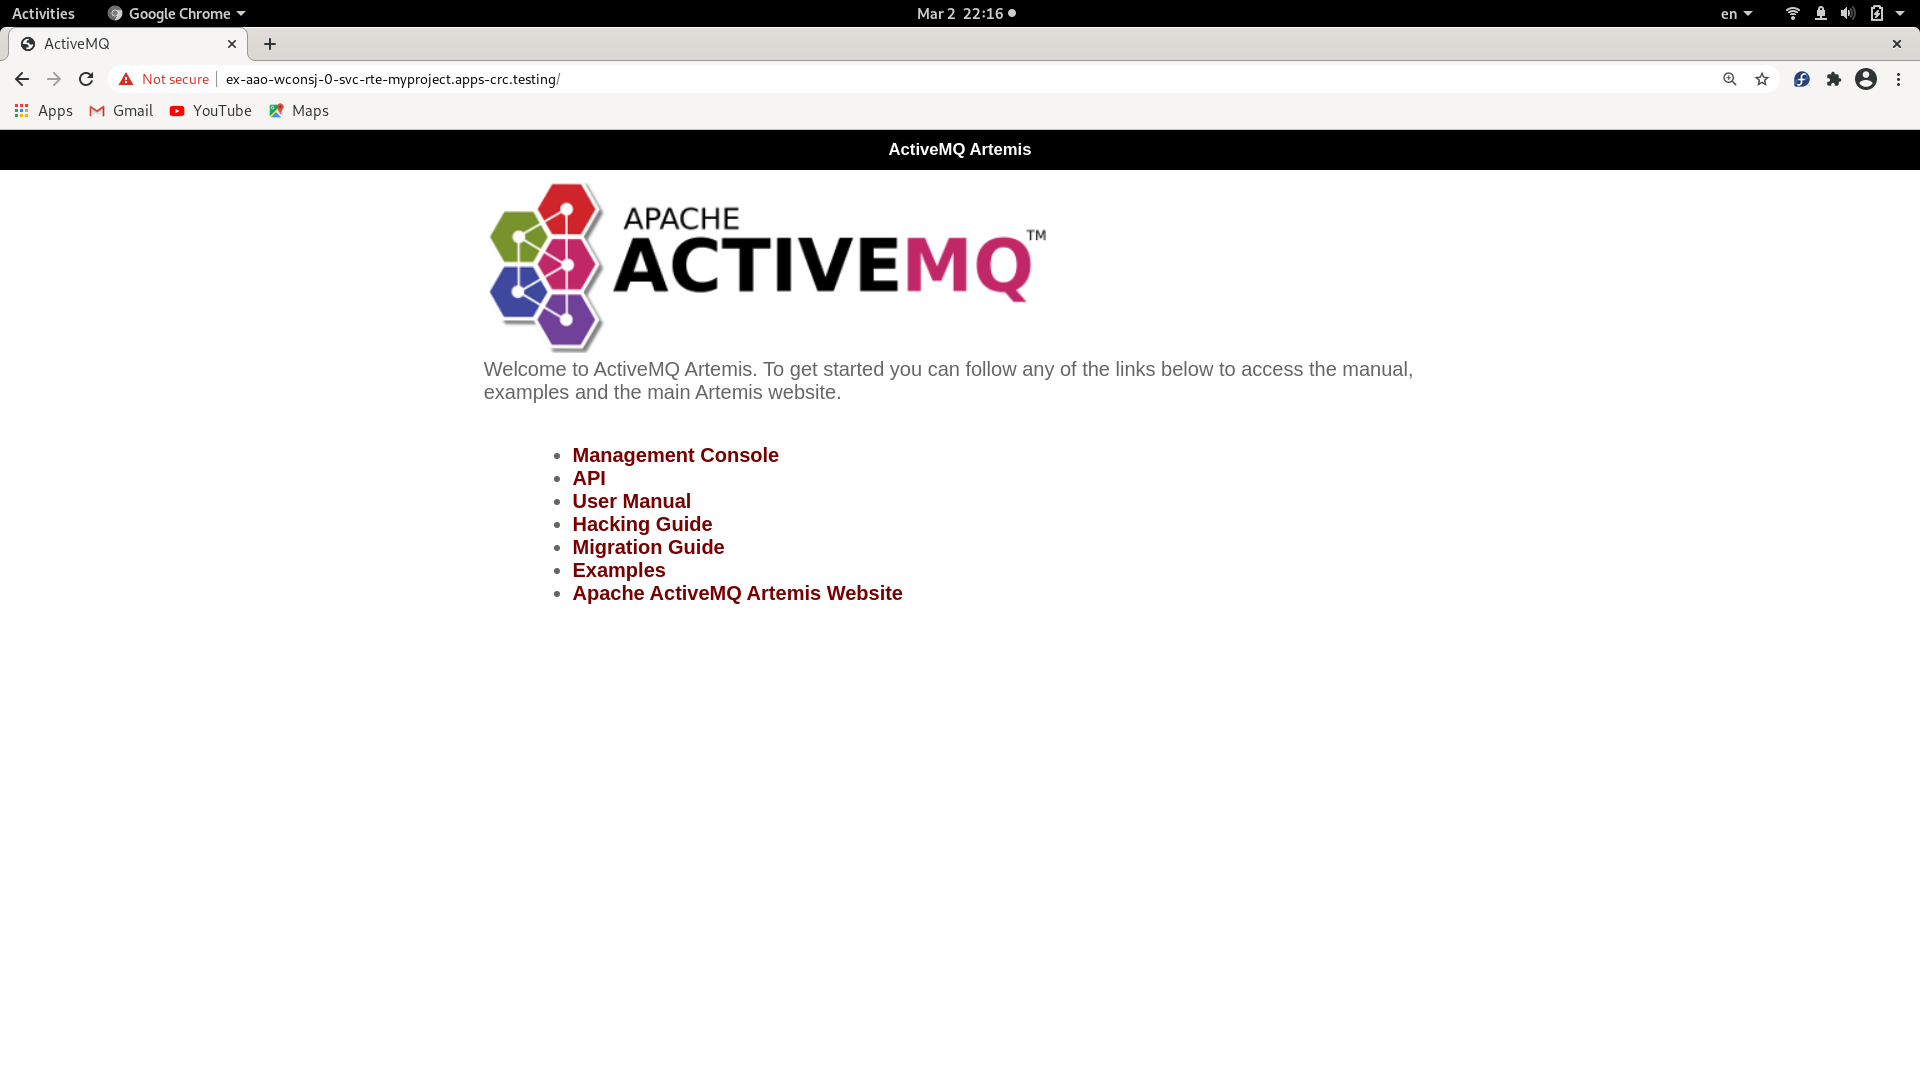 Activities Google Chrome Mar 2 22:16 en
ActiveMQ
Not secure ex-aao-wconsj-0-svc-rte-myproject.apps-crc.testing/
Apps Gmail YouTube Maps
ActiveMQ Artemis
APACHE
ACTIVEMQ™
Welcome to ActiveMQ Artemis. To get started you can follow any of the links below to access the manual,
examples and the main Artemis website.
Management Console
API
User Manual
Hacking Guide
Migration Guide
Examples
Apache ActiveMQ Artemis Website